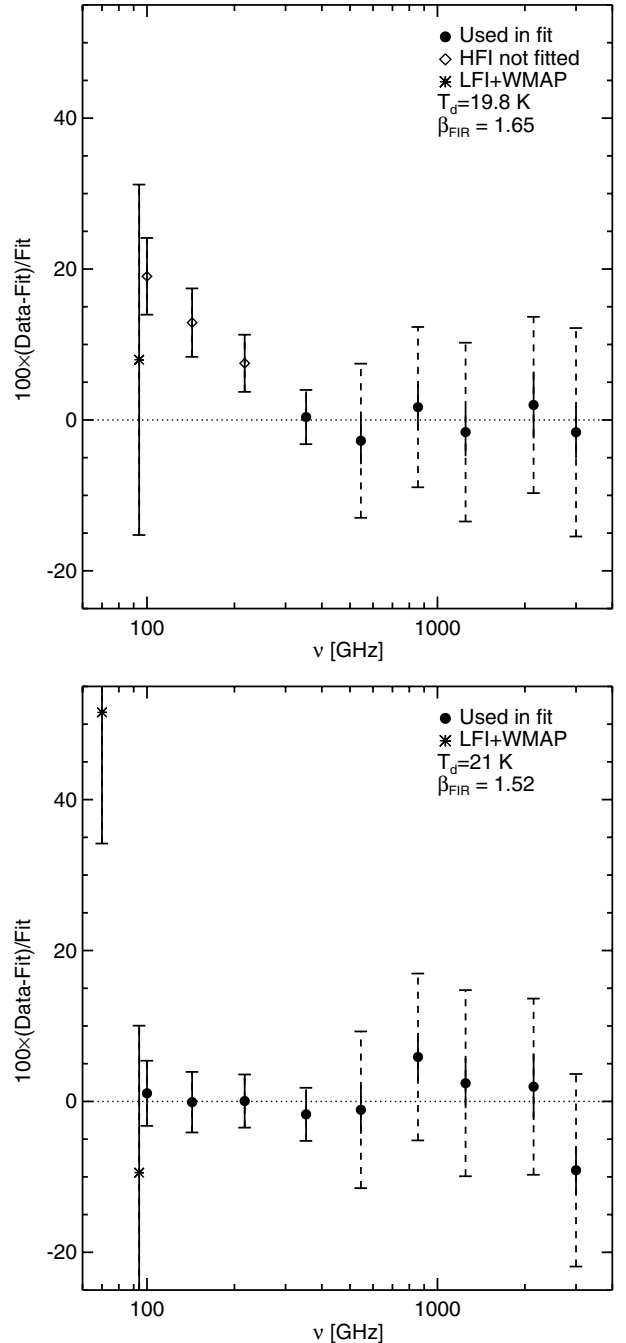 Used in fit
HFI not fitted
LFI+WMAP
T_d=19.8 K
β_FIR = 1.65
100×(Data-Fit)/Fit
40
20
0
-20
100
1000
ν [GHz]
Used in fit
LFI+WMAP
T_d=21 K
β_FIR = 1.52
100×(Data-Fit)/Fit
40
20
0
-20
100
1000
ν [GHz]